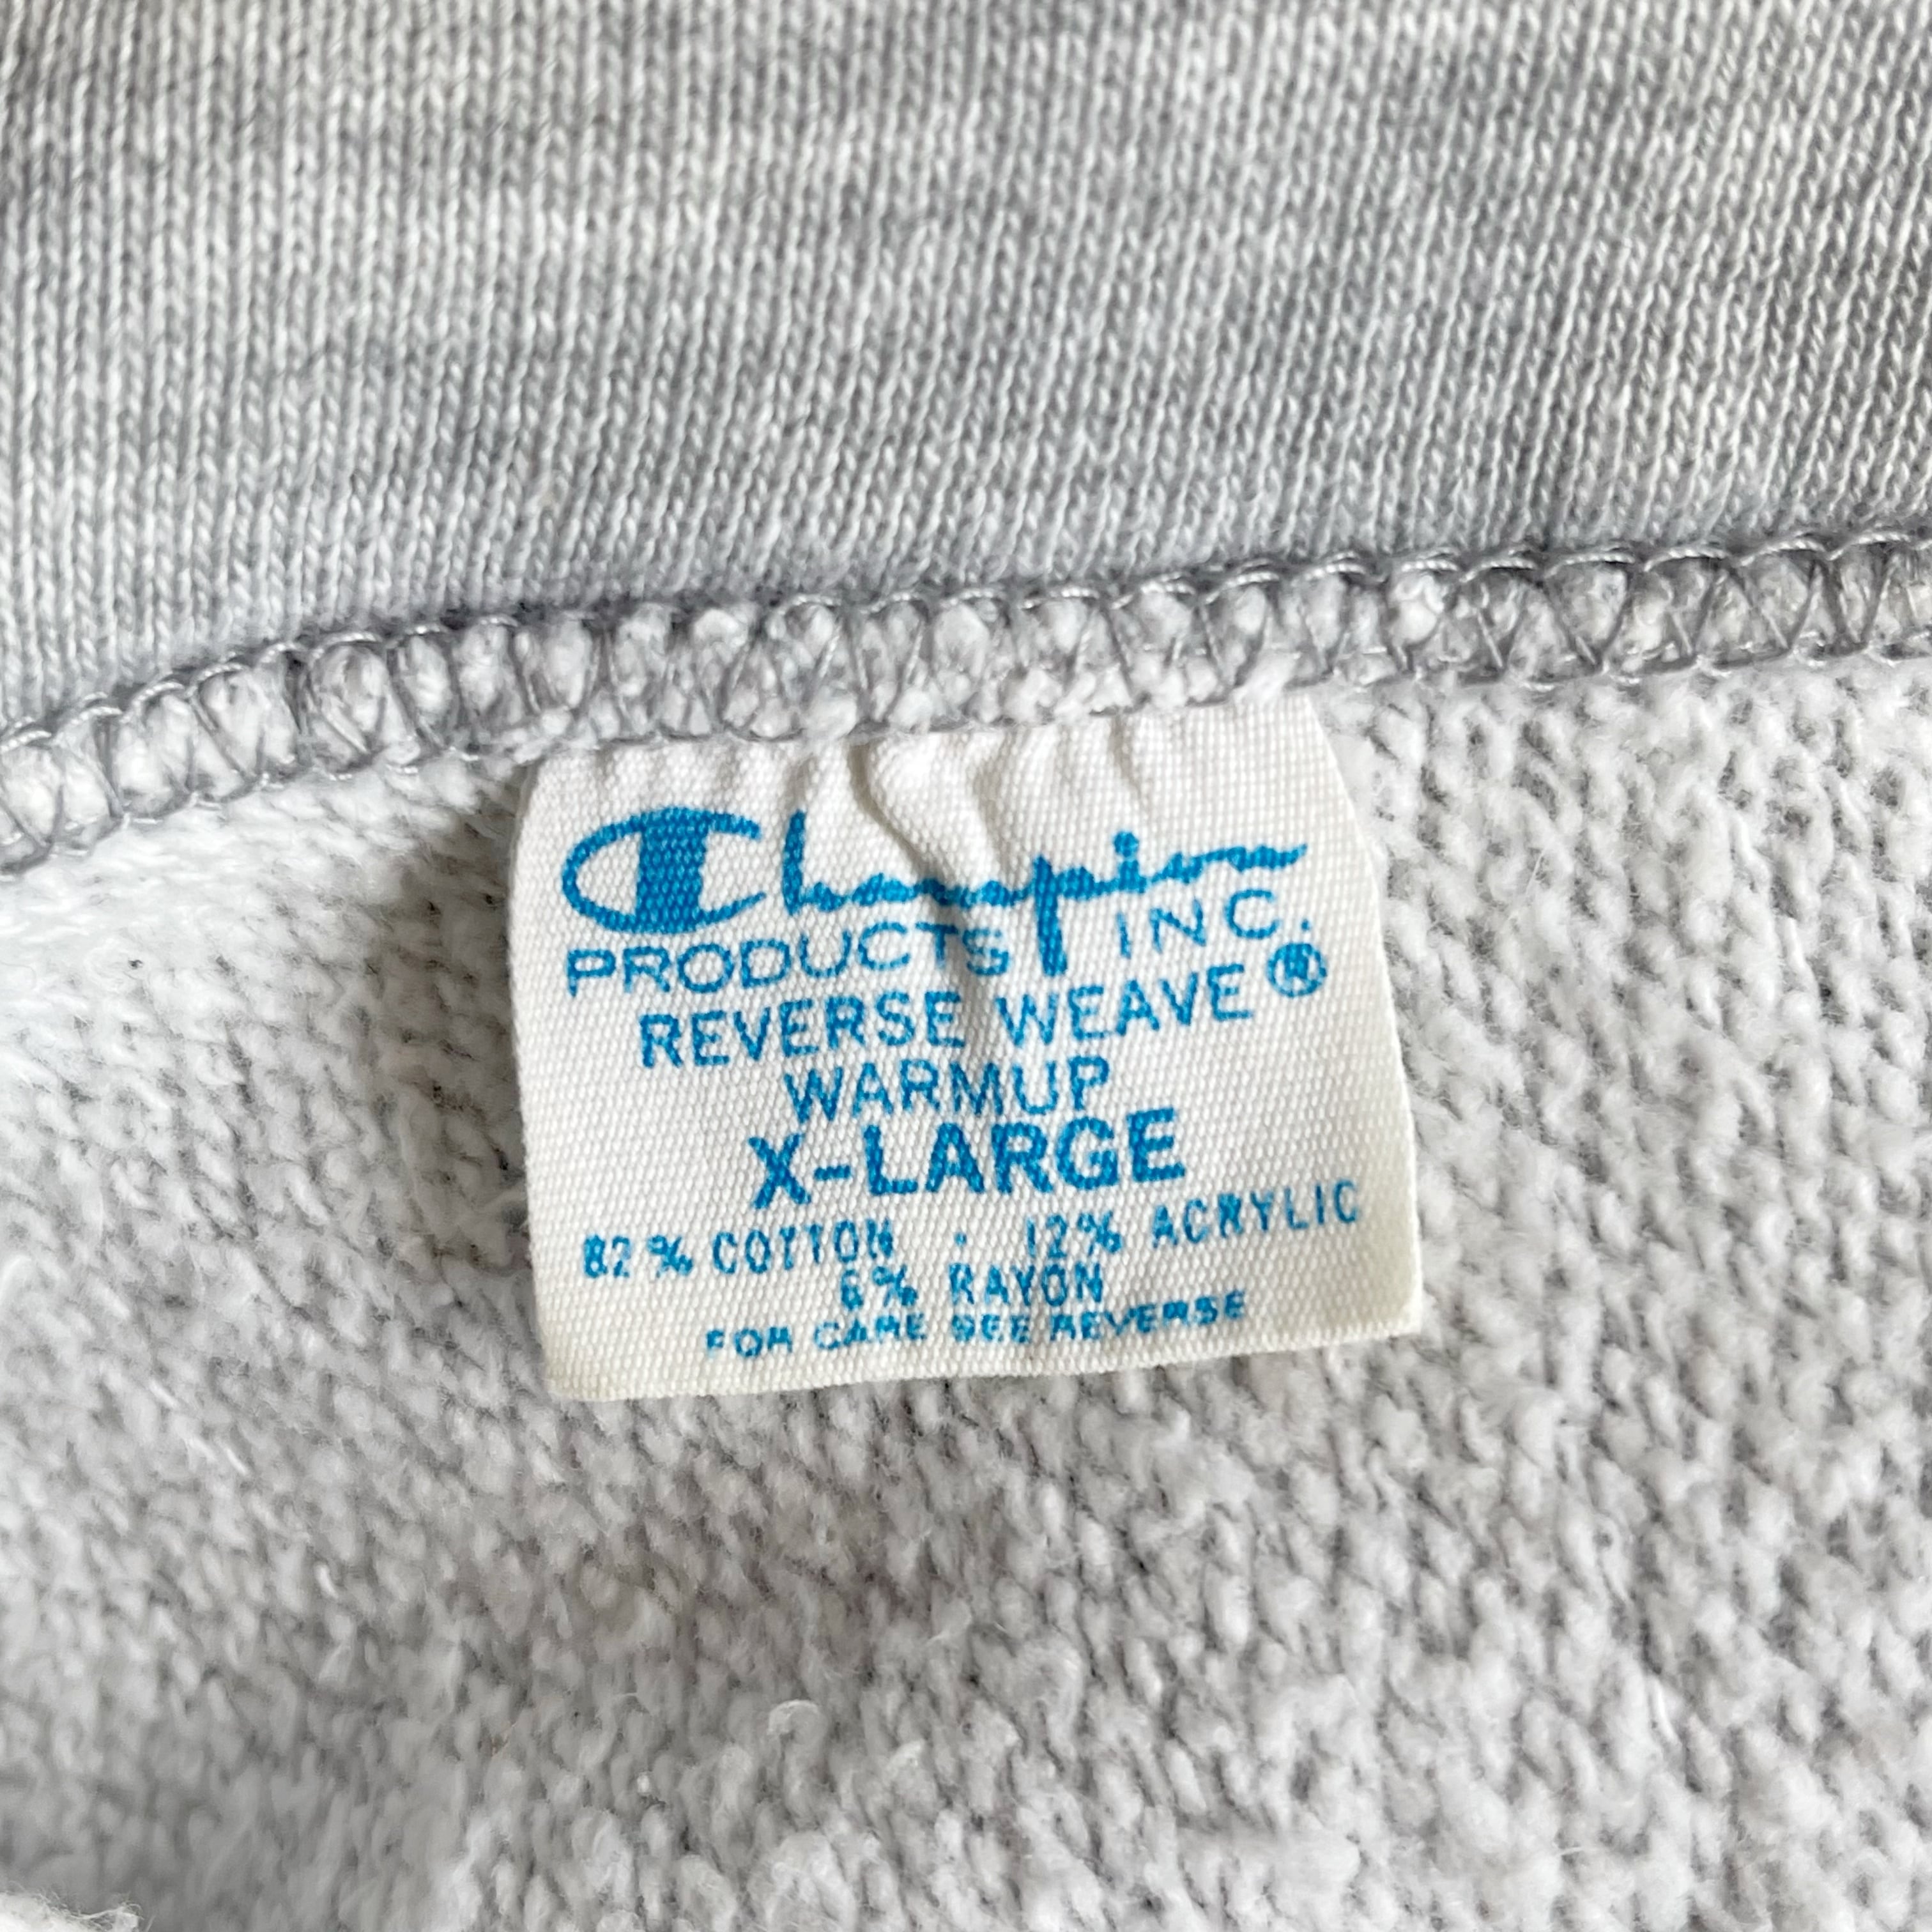 Champion
PRODUCTS INC.
REVERSE WEAVE®
WARMUP
X-LARGE
82% COTTON · 12% ACRYLIC
6% RAYON
FOR CARE SEE REVERSE